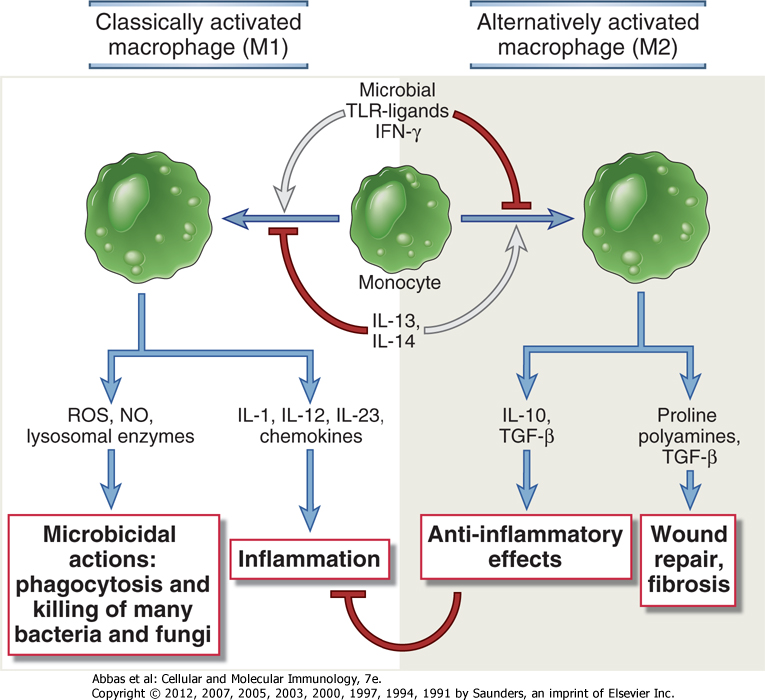 Classically activated
macrophage (M1)
Alternatively activated
macrophage (M2)
Microbial
TLR-ligands
IFN-γ
Monocyte
IL-13,
IL-14
ROS, NO,
lysosomal enzymes
IL-1, IL-12, IL-23,
chemokines
IL-10,
TGF-β
Proline
polyamines,
TGF-β
Microbicidal
actions:
phagocytosis and
killing of many
bacteria and fungi
Inflammation
Anti-inflammatory
effects
Wound
repair,
fibrosis
Abbas et al: Cellular and Molecular Immunology, 7e.
Copyright © 2012, 2007, 2005, 2003, 2000, 1997, 1994, 1991 by Saunders, an imprint of Elsevier Inc.